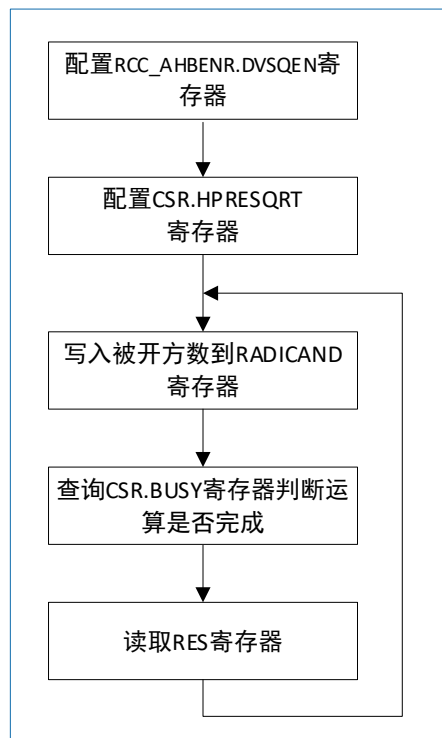 配置RCC_AHBENR.DVSQEN寄
存器
配置CSR.HPRESQRT
寄存器
写入被开方数到RADICAND
寄存器
查询CSR.BUSY寄存器判断运
算是否完成
读取RES寄存器